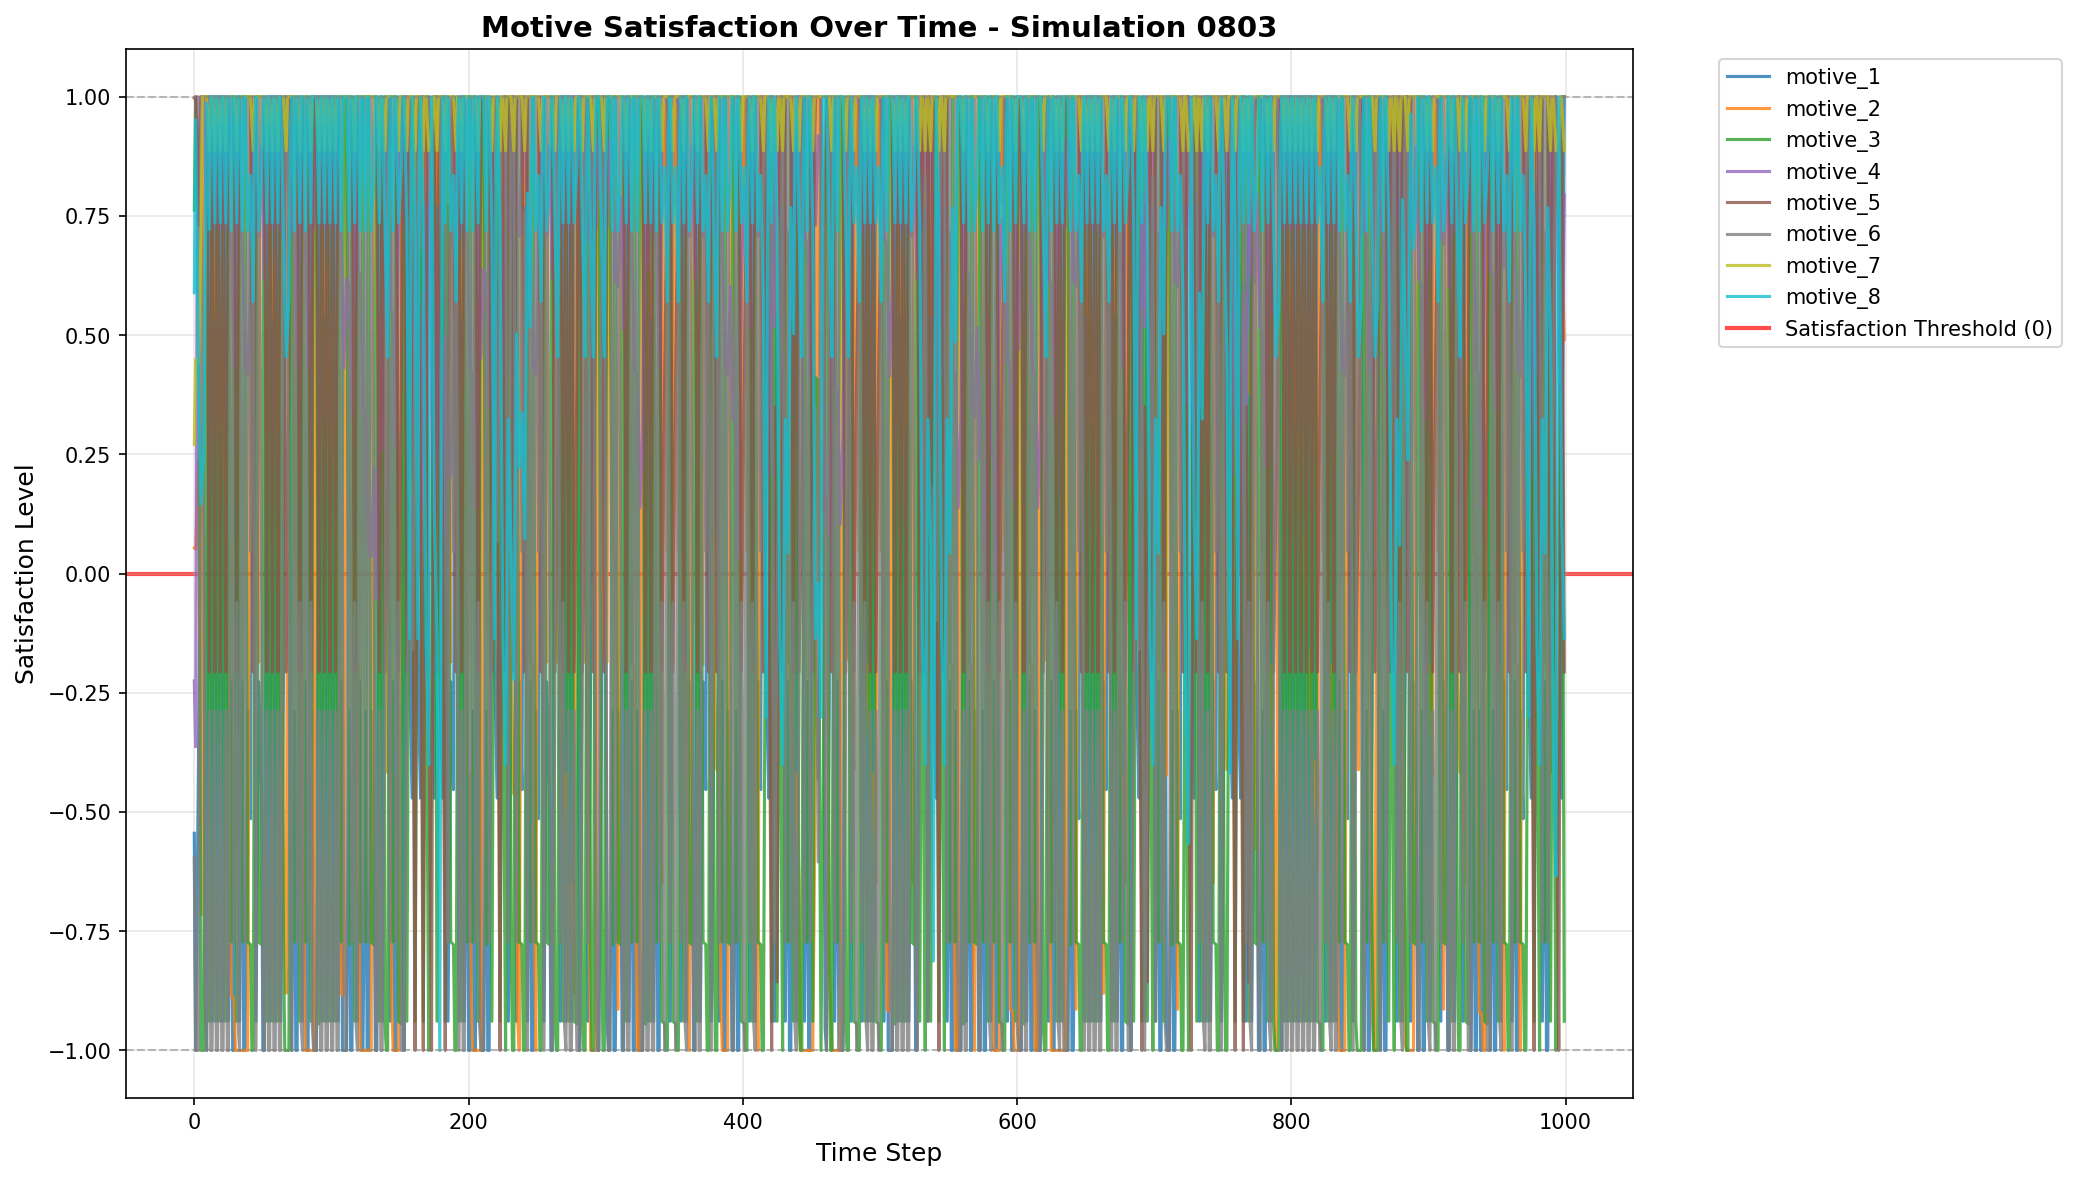 Motive Satisfaction Over Time - Simulation 0803
Satisfaction Level
1.00
0.75
0.50
0.25
0.00
−0.25
−0.50
−0.75
−1.00
0
200
400
600
800
1000
Time Step
motive_1
motive_2
motive_3
motive_4
motive_5
motive_6
motive_7
motive_8
Satisfaction Threshold (0)